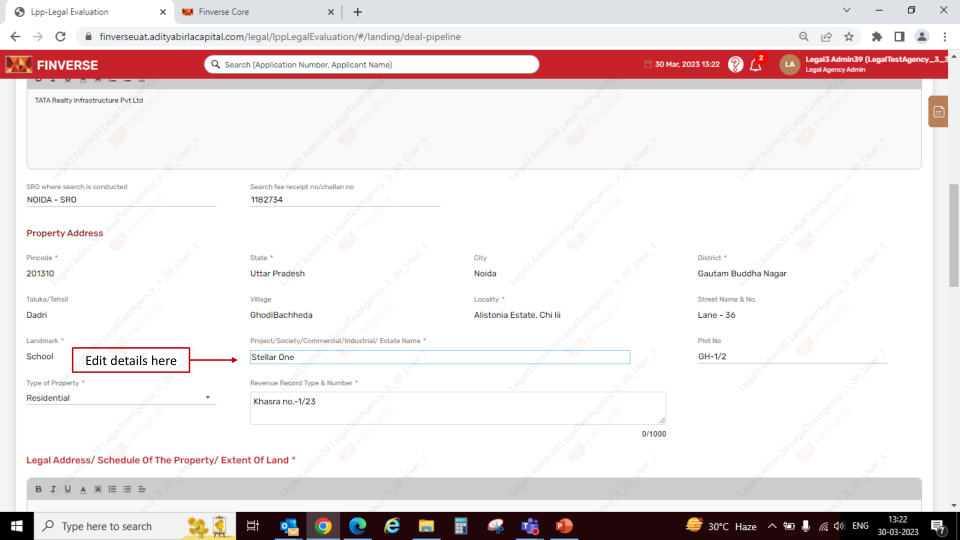 Lpp-Legal Evaluation
Finverse Core
finverseuat.adityabirlacapital.com/legal/lppLegalEvaluation/#/landing/deal-pipeline
FINVERSE
Search (Application Number, Applicant Name)
30 Mar, 2023 13:22
2
LA
Legal3 Admin39 (LegalTestAgency_3_3
Legal Agency Admin
TATA Realty Infrastructure Pvt Ltd
SRO where search is conducted
Search fee receipt no/challan no
NOIDA - SRO
1182734
Property Address
Pincode *
State *
City
District *
201310
Uttar Pradesh
Noida
Gautam Buddha Nagar
Taluka/Tehsil
Village
Locality *
Street Name & No.
Dadri
GhodiBachheda
Alistonia Estate, Chi Iii
Lane - 36
Landmark *
Project/Society/Commercial/Industrial/ Estate Name *
Plot No
School
Edit details here
Stellar One
GH-1/2
Type of Property *
Revenue Record Type & Number *
Residential
Khasra no.-1/23
0/1000
Legal Address/ Schedule Of The Property/ Extent Of Land *
B I U A
Type here to search
30°C Haze
ENG
13:22
30-03-2023
7